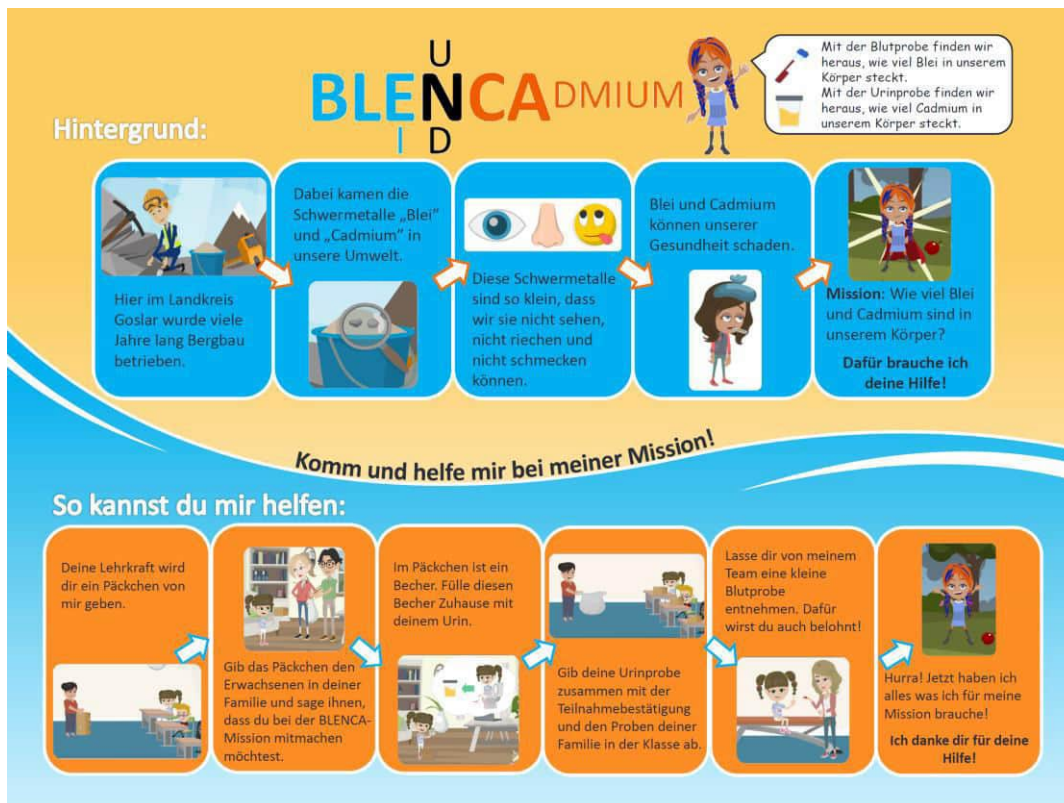 U
BLENCADMIUM
I D
Mit der Blutprobe finden wir
heraus, wie viel Blei in unserem
Körper steckt.
Mit der Urinprobe finden wir
heraus, wie viel Cadmium in
unserem Körper steckt.
Hintergrund:
Hier im Landkreis
Goslar wurde viele
Jahre lang Bergbau
betrieben.
Dabei kamen die
Schwermetalle „Blei"
und „Cadmium" in
unsere Umwelt.
Diese Schwermetalle
sind so klein, dass
wir sie nicht sehen,
nicht riechen und
nicht schmecken
können.
Blei und Cadmium
können unserer
Gesundheit schaden.
Mission: Wie viel Blei
und Cadmium sind in
unserem Körper?
Dafür brauche ich
deine Hilfe!
Komm und helfe mir bei meiner Mission!
So kannst du mir helfen:
Deine Lehrkraft wird
dir ein Päckchen von
mir geben.
Gib das Päckchen den
Erwachsenen in deiner
Familie und sage ihnen,
dass du bei der BLENCA-
Mission mitmachen
möchtest.
Im Päckchen ist ein
Becher. Fülle diesen
Becher Zuhause mit
deinem Urin.
Gib deine Urinprobe
zusammen mit der
Teilnahmebestätigung
und den Proben deiner
Familie in der Klasse ab.
Lasse dir von meinem
Team eine kleine
Blutprobe
entnehmen. Dafür
wirst du auch belohnt!
Hurra! Jetzt haben ich
alles was ich für meine
Mission brauche!
Ich danke dir für deine
Hilfe!